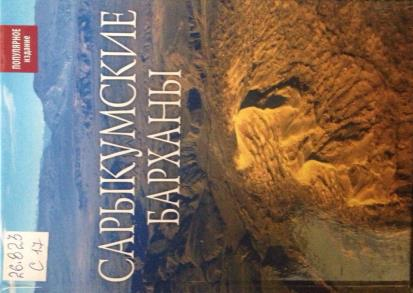 ПОПУЛЯРНОЕ
ИЗДАНИЕ
САРЫКУМСКИЕ
БАРХАНЫ
26.823
С 17